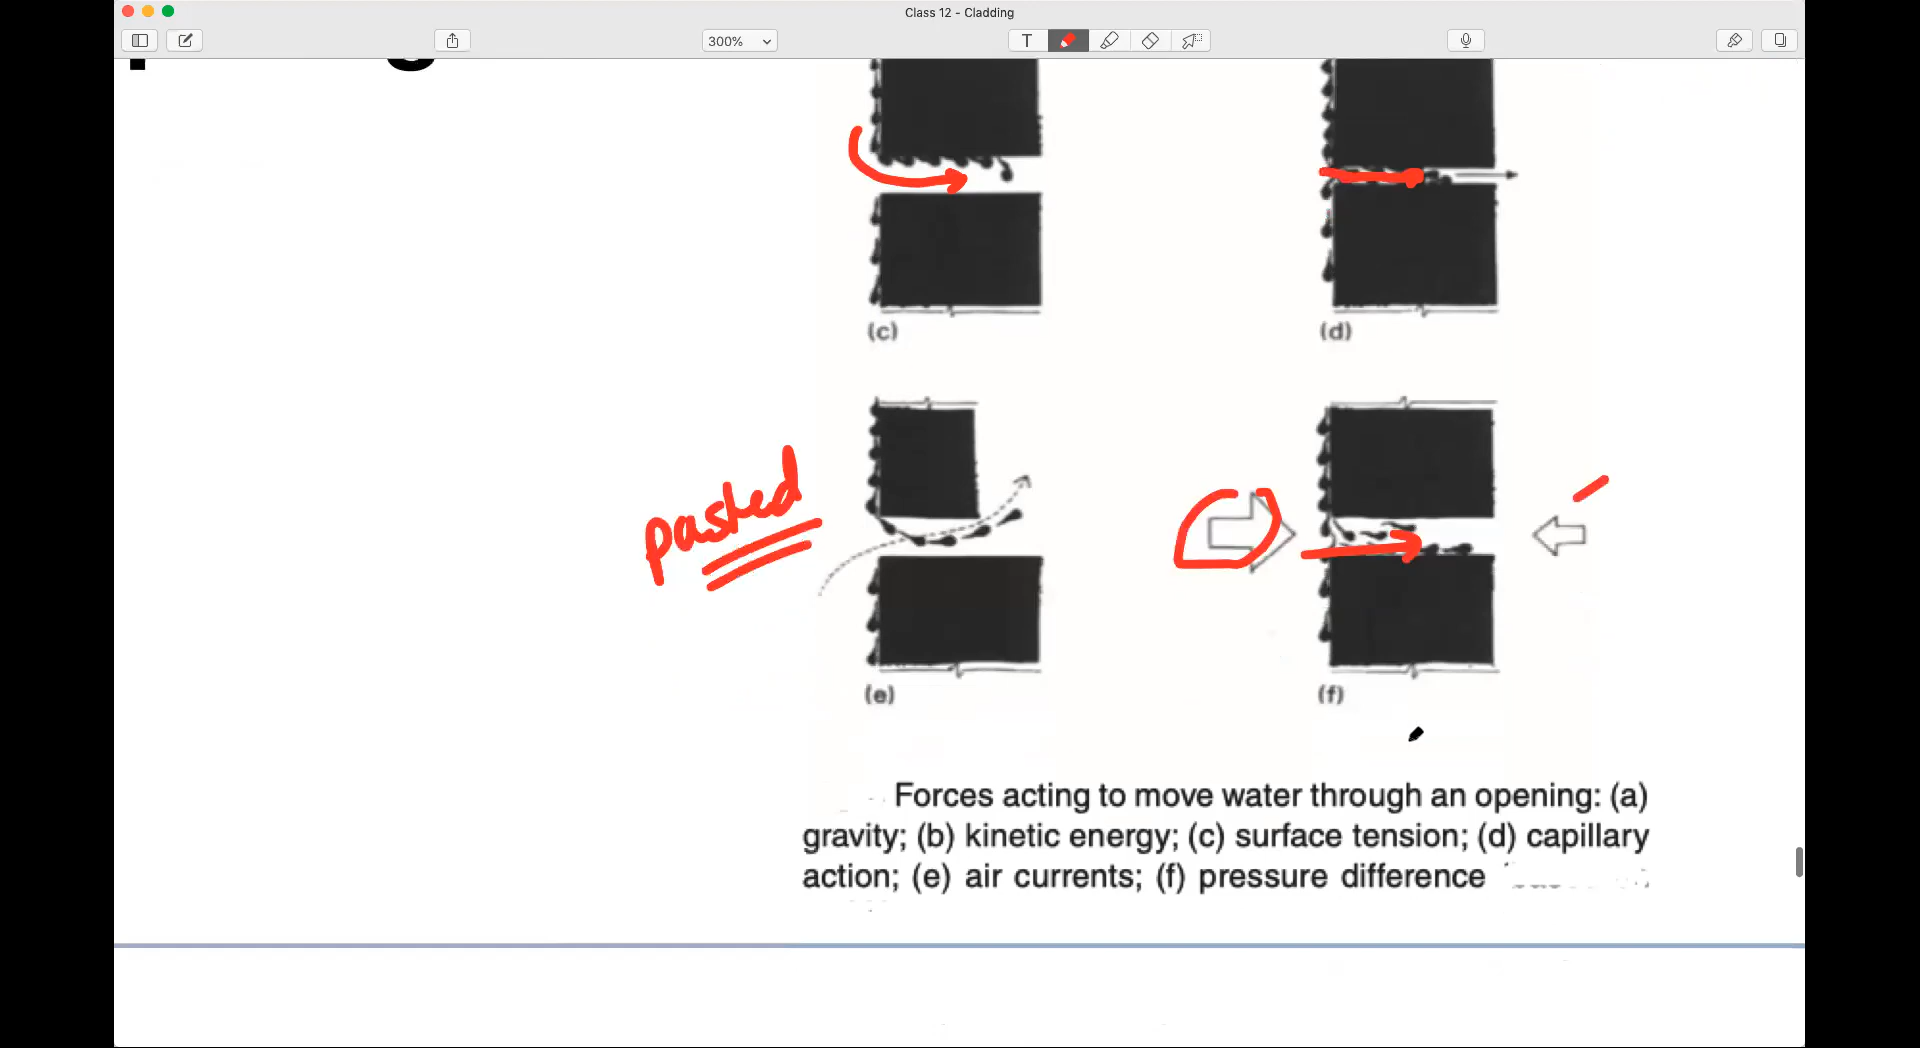 Class 12 - Cladding
300%
T
(c)
(d)
pushed
(e)
(f)
Forces acting to move water through an opening: (a)
gravity; (b) kinetic energy; (c) surface tension; (d) capillary
action; (e) air currents; (f) pressure difference